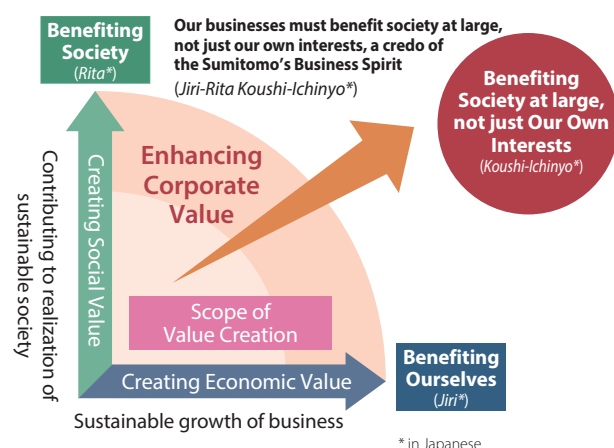 Benefiting
Society
(Rita*)
Our businesses must benefit society at large,
not just our own interests, a credo of
the Sumitomo's Business Spirit
(Jiri-Rita Koushi-Ichinyo*)
Benefiting
Society at large,
not just Our Own
Interests
(Koushi-Ichinyo*)
Enhancing
Corporate
Value
Contributing to realization of
sustainable society
Creating Social Value
Scope of
Value Creation
Creating Economic Value
Sustainable growth of business
Benefiting
Ourselves
(Jiri*)
* in Japanese